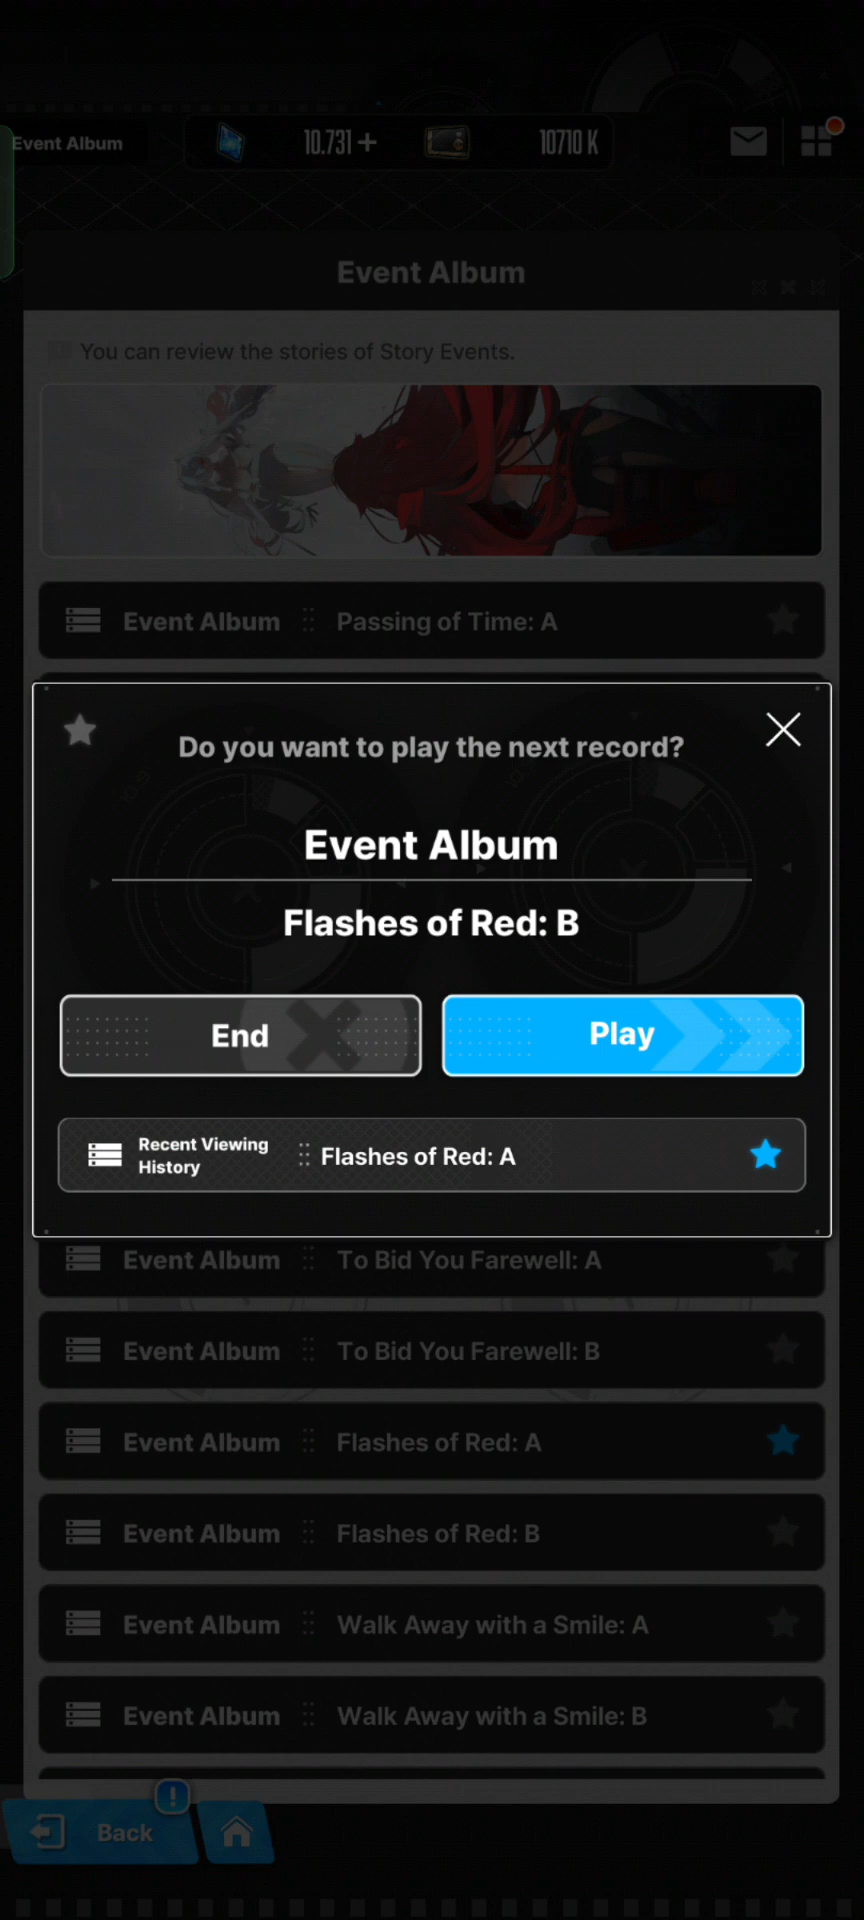 Event Album
10.731 +
10710 K
Event Album
You can review the stories of Story Events.
Event Album Passing of Time: A
Do you want to play the next record?
Event Album
Flashes of Red: B
End
Play
Recent Viewing
History
Flashes of Red: A
Event Album To Bid You Farewell: A
Event Album To Bid You Farewell: B
Event Album Flashes of Red: A
Event Album Flashes of Red: B
Event Album Walk Away with a Smile: A
Event Album Walk Away with a Smile: B
!
Back